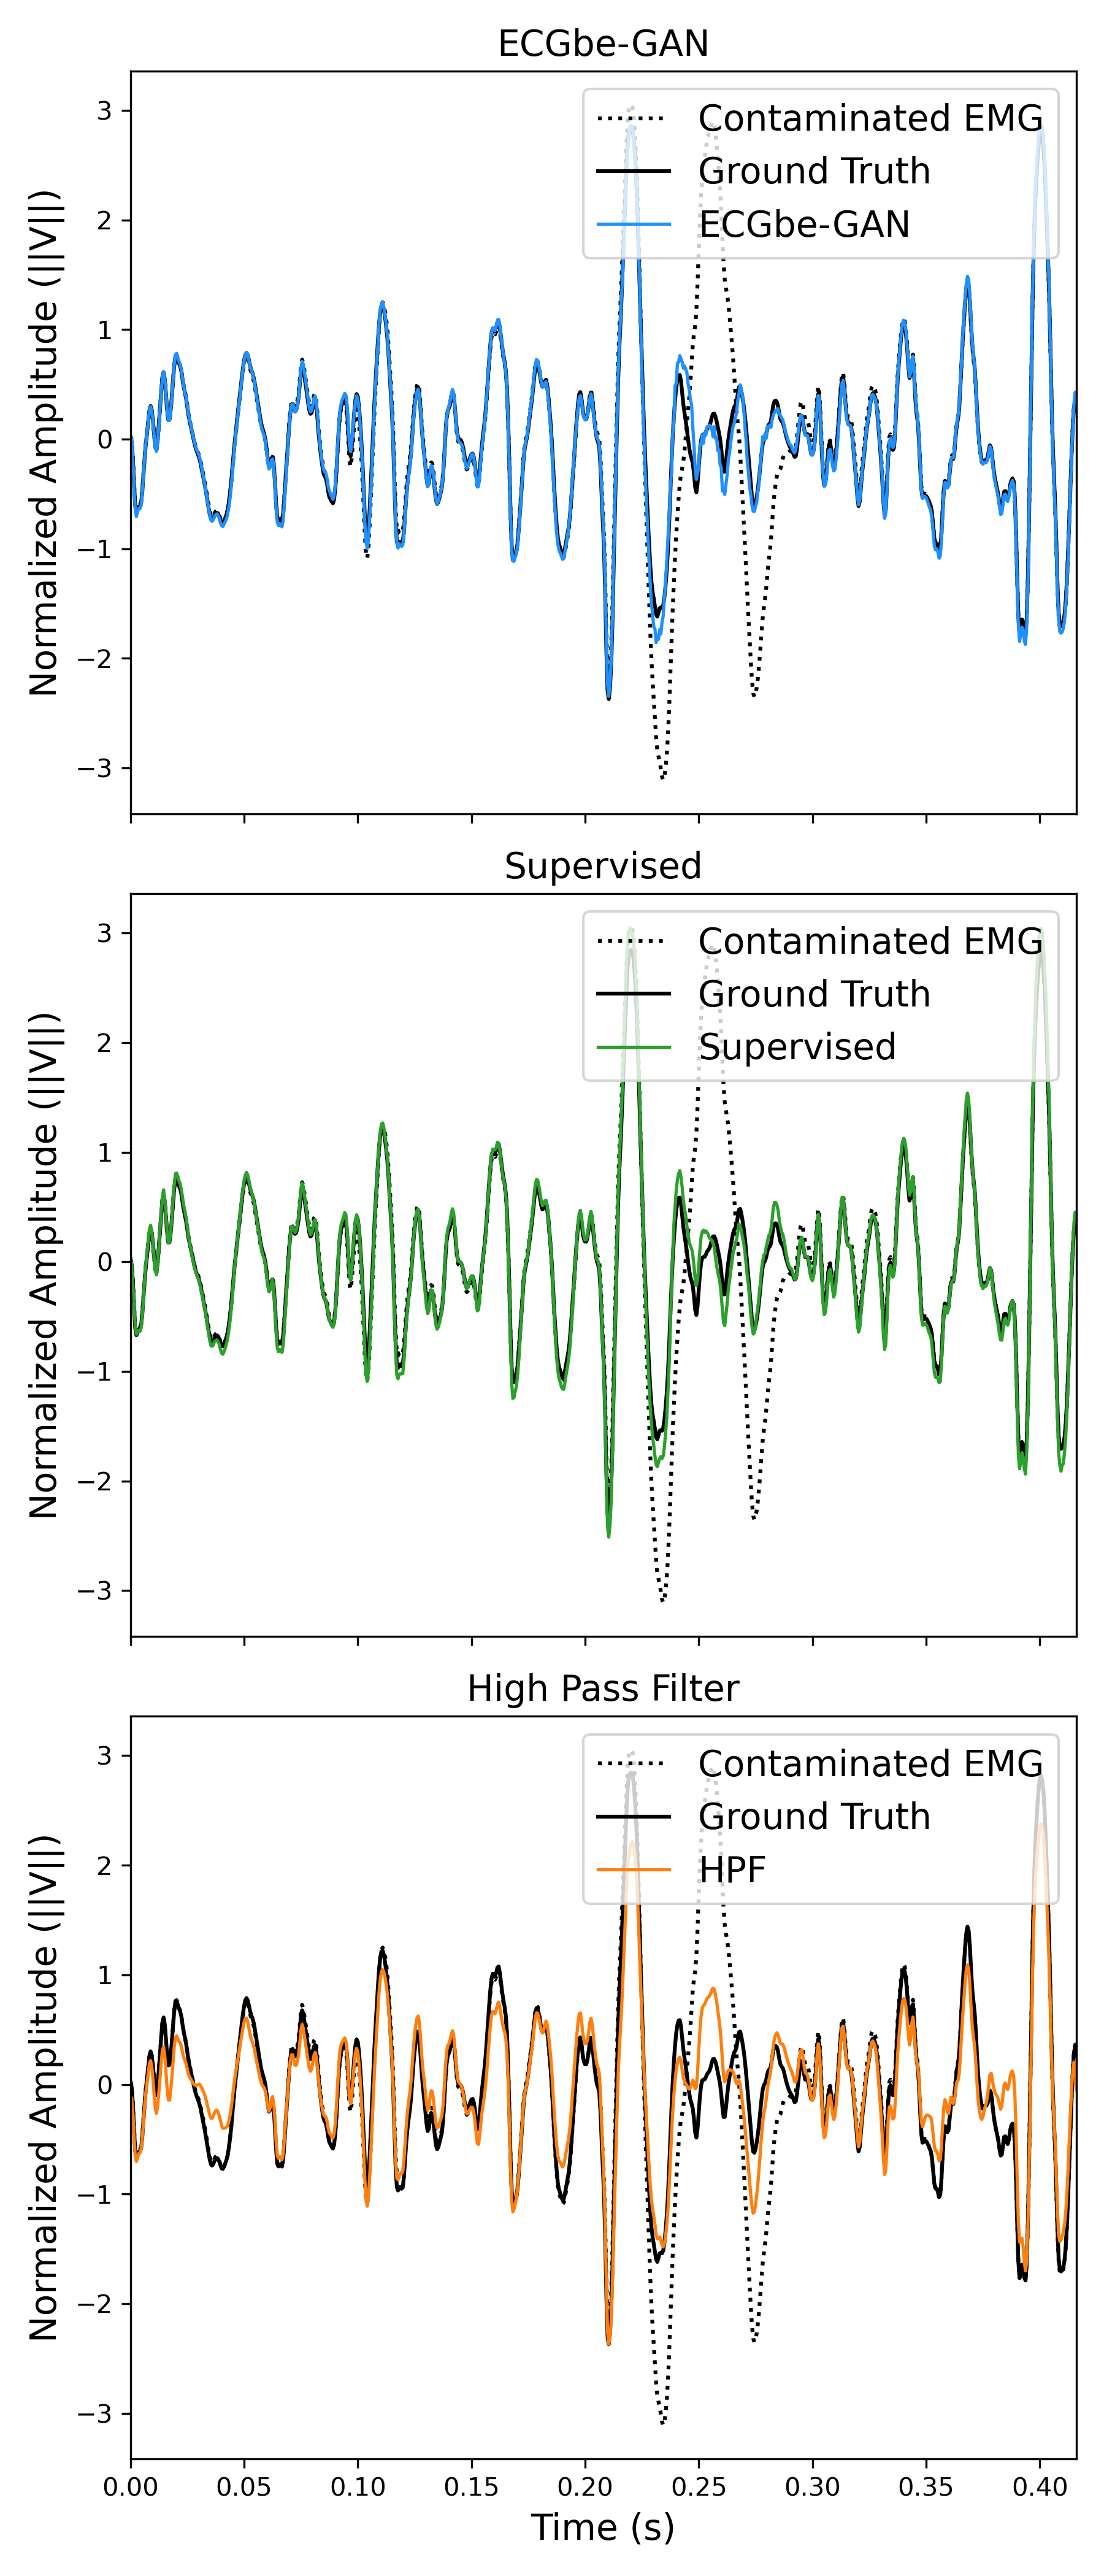 ECGbe-GAN
3
2
1
0
−1
−2
−3
Normalized Amplitude (||V||)
Contaminated EMG
Ground Truth
ECGbe-GAN
Supervised
3
2
1
0
−1
−2
−3
Normalized Amplitude (||V||)
Contaminated EMG
Ground Truth
Supervised
High Pass Filter
3
2
1
0
−1
−2
−3
Normalized Amplitude (||V||)
Contaminated EMG
Ground Truth
HPF
0.00 0.05 0.10 0.15 0.20 0.25 0.30 0.35 0.40
Time (s)